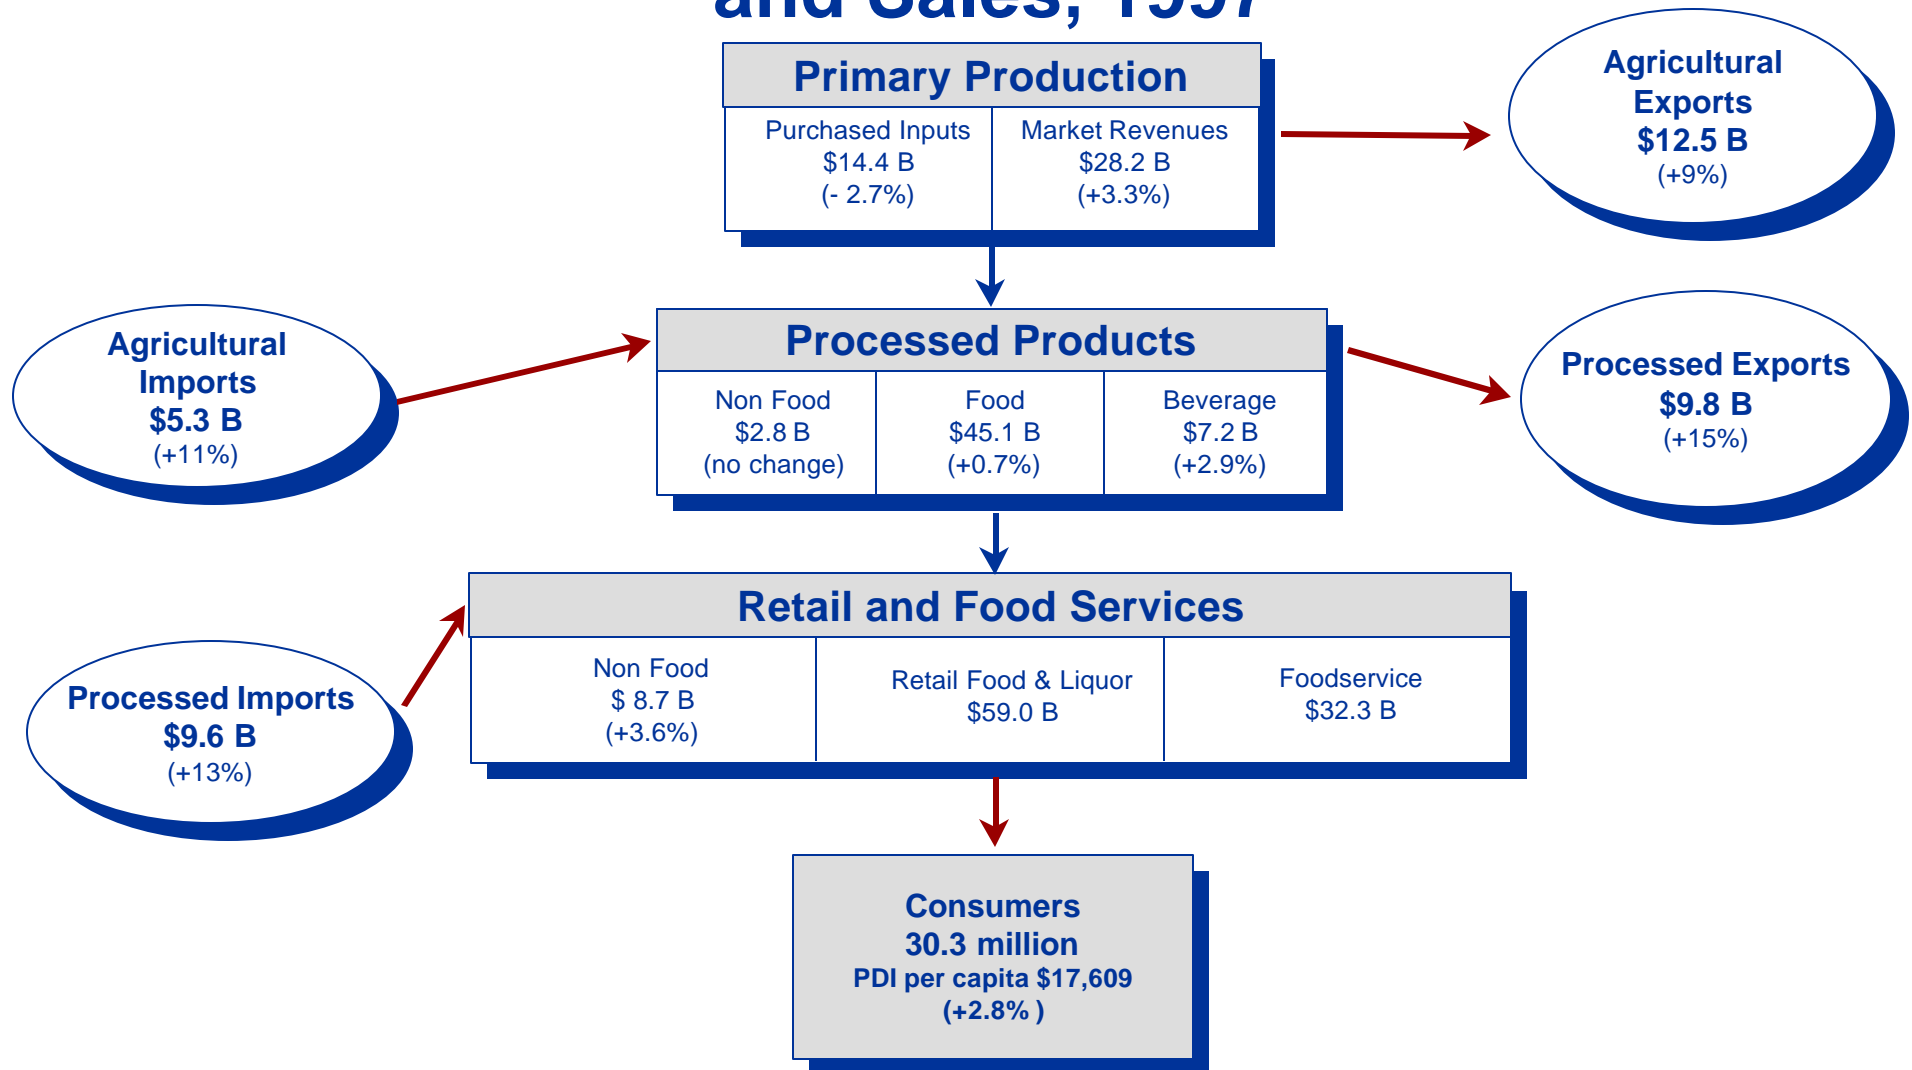 and Sales, 1997
Primary Production
Purchased Inputs
$14.4 B
(- 2.7%)
Market Revenues
$28.2 B
(+3.3%)
Agricultural
Exports
$12.5 B
(+9%)
Agricultural
Imports
$5.3 B
(+11%)
Processed Products
Non Food
$2.8 B
(no change)
Food
$45.1 B
(+0.7%)
Beverage
$7.2 B
(+2.9%)
Processed Exports
$9.8 B
(+15%)
Processed Imports
$9.6 B
(+13%)
Retail and Food Services
Non Food
$ 8.7 B
(+3.6%)
Retail Food & Liquor
$59.0 B
Foodservice
$32.3 B
Consumers
30.3 million
PDI per capita $17,609
(+2.8% )